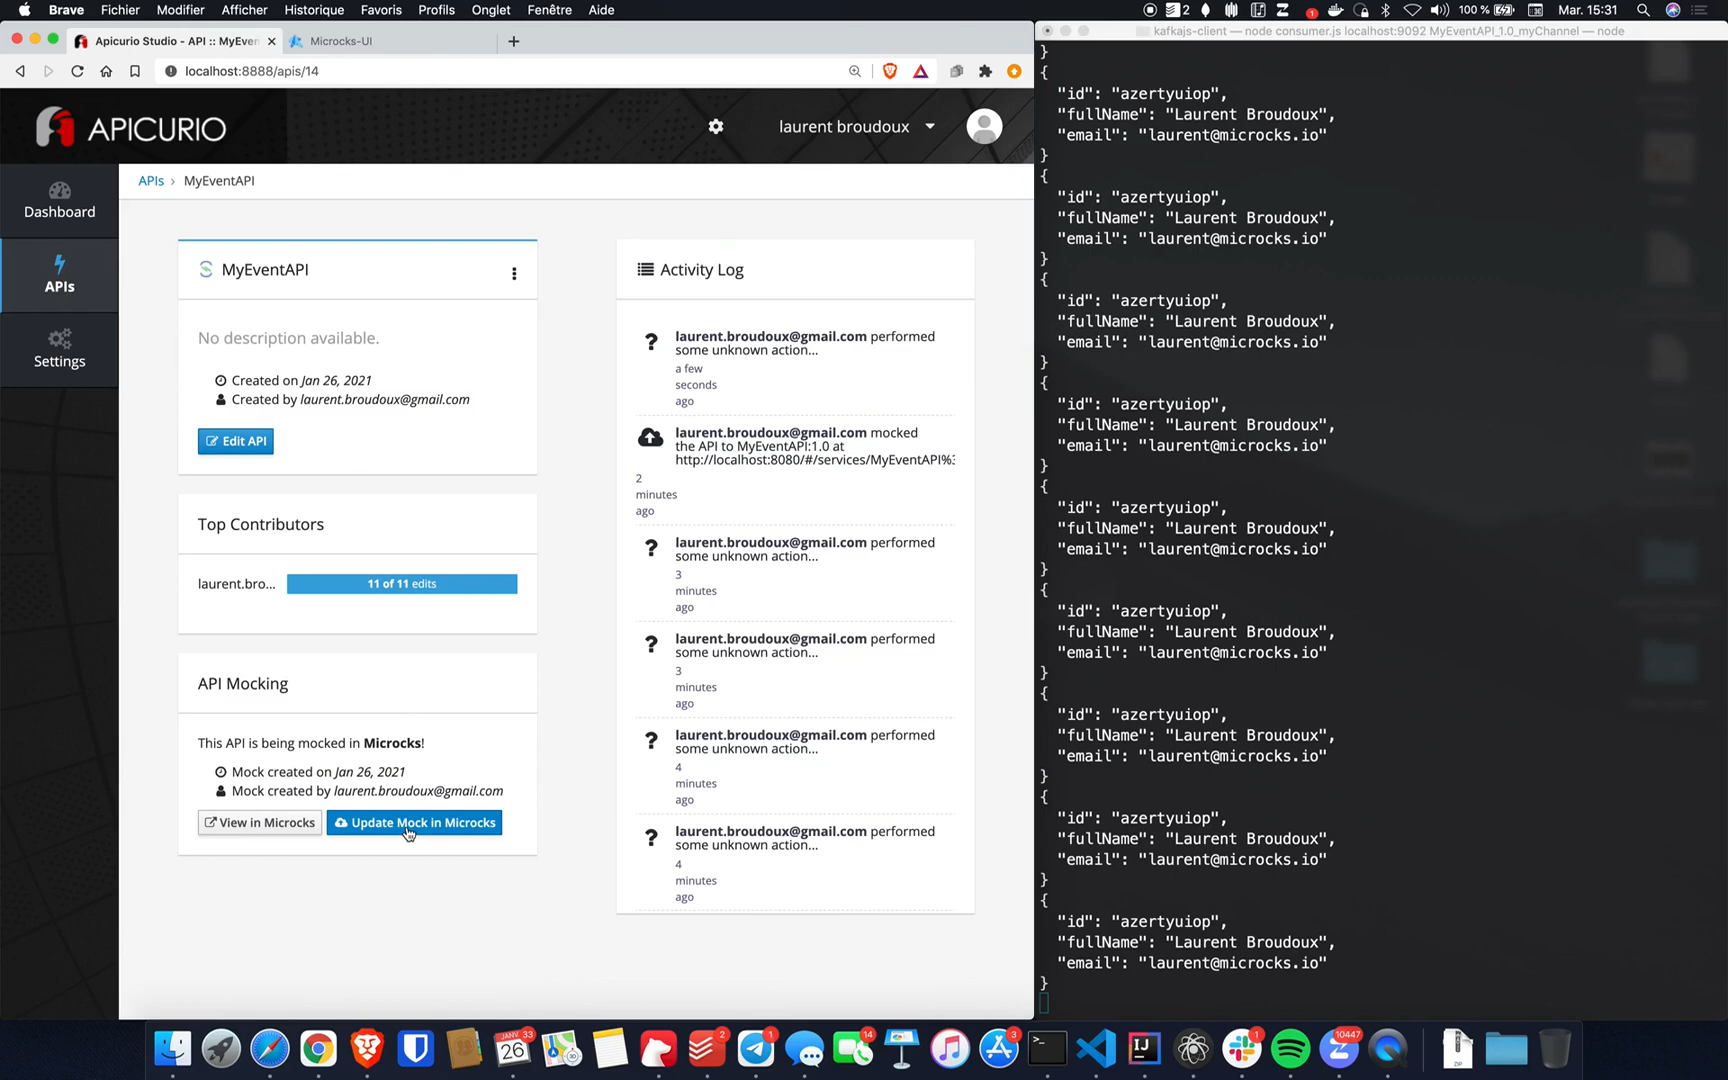 Brave Fichier Modifier Afficher Historique Favoris Profils Onglet Fenêtre Aide
2 1 100 % Mar. 15:31
Apicurio Studio - API :: MyEven
Microcks-UI
localhost:8888/apis/14
kafkajs-client — node consumer.js localhost:9092 MyEventAPI_1.0_myChannel — node
APICURIO
laurent broudoux
Dashboard
APIs
Settings
APIs › MyEventAPI
MyEventAPI
No description available.
Created on Jan 26, 2021
Created by laurent.broudoux@gmail.com
Edit API
Top Contributors
laurent.bro... 11 of 11 edits
API Mocking
This API is being mocked in Microcks!
Mock created on Jan 26, 2021
Mock created by laurent.broudoux@gmail.com
View in Microcks Update Mock in Microcks
Activity Log
laurent.broudoux@gmail.com performed
some unknown action...
a few
seconds
ago
laurent.broudoux@gmail.com mocked
the API to MyEventAPI:1.0 at
http://localhost:8080/#/services/MyEventAPI%3
2
minutes
ago
laurent.broudoux@gmail.com performed
some unknown action...
3
minutes
ago
laurent.broudoux@gmail.com performed
some unknown action...
3
minutes
ago
laurent.broudoux@gmail.com performed
some unknown action...
4
minutes
ago
laurent.broudoux@gmail.com performed
some unknown action...
4
minutes
ago
}
{
"id": "azertyuiop",
"fullName": "Laurent Broudoux",
"email": "laurent@microcks.io"
}
{
"id": "azertyuiop",
"fullName": "Laurent Broudoux",
"email": "laurent@microcks.io"
}
{
"id": "azertyuiop",
"fullName": "Laurent Broudoux",
"email": "laurent@microcks.io"
}
{
"id": "azertyuiop",
"fullName": "Laurent Broudoux",
"email": "laurent@microcks.io"
}
{
"id": "azertyuiop",
"fullName": "Laurent Broudoux",
"email": "laurent@microcks.io"
}
{
"id": "azertyuiop",
"fullName": "Laurent Broudoux",
"email": "laurent@microcks.io"
}
{
"id": "azertyuiop",
"fullName": "Laurent Broudoux",
"email": "laurent@microcks.io"
}
{
"id": "azertyuiop",
"fullName": "Laurent Broudoux",
"email": "laurent@microcks.io"
}
{
"id": "azertyuiop",
"fullName": "Laurent Broudoux",
"email": "laurent@microcks.io"
}
JANV. 33 26 2 1 14 3 1 10447
ZIP